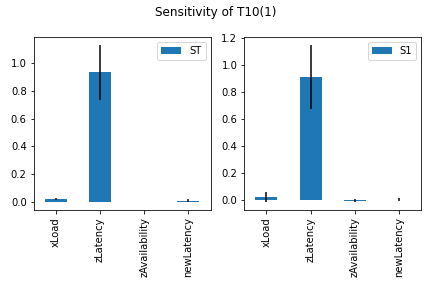 Sensitivity of T10(1)
ST
1.0
0.8
0.6
0.4
0.2
0.0
xLoad
zLatency
zAvailability
newLatency
S1
1.2
1.0
0.8
0.6
0.4
0.2
0.0
xLoad
zLatency
zAvailability
newLatency